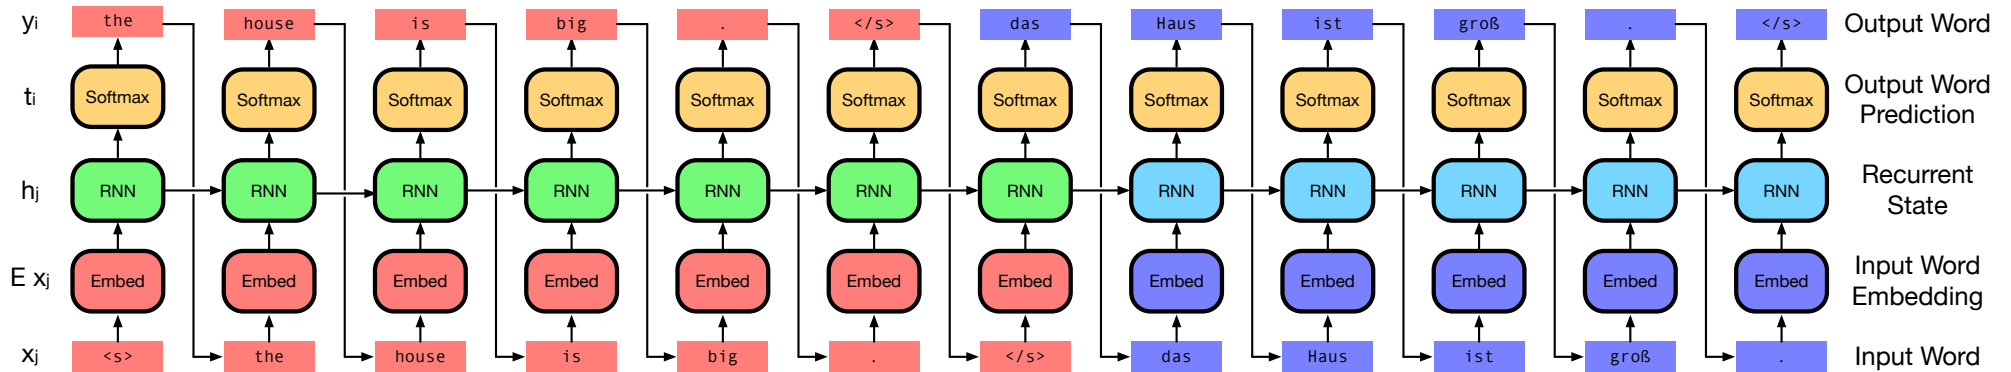 yi the house is big . </s> das Haus ist groß . </s> Output Word
ti Softmax Softmax Softmax Softmax Softmax Softmax Softmax Softmax Softmax Softmax Softmax Softmax Output Word
Prediction
hj RNN RNN RNN RNN RNN RNN RNN RNN RNN RNN RNN RNN Recurrent
State
E xj Embed Embed Embed Embed Embed Embed Embed Embed Embed Embed Embed Embed Input Word
Embedding
xj <s> the house is big . </s> das Haus ist groß . Input Word